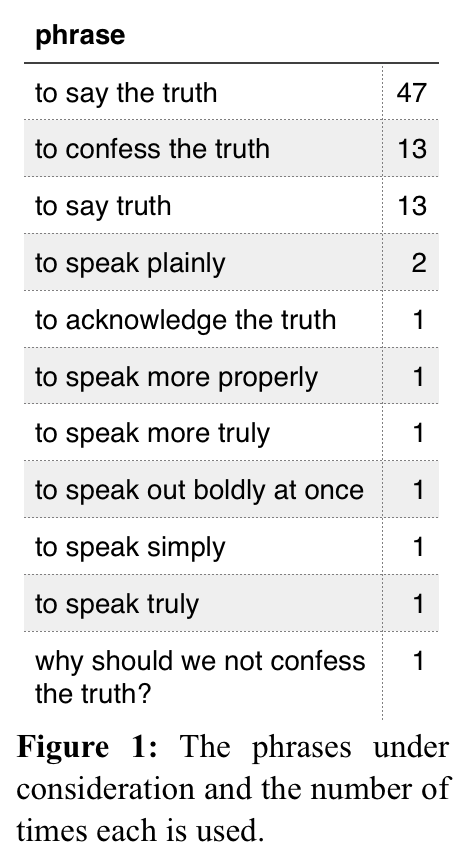 phrase
to say the truth 47
to confess the truth 13
to say truth 13
to speak plainly 2
to acknowledge the truth 1
to speak more properly 1
to speak more truly 1
to speak out boldly at once 1
to speak simply 1
to speak truly 1
why should we not confess 1
the truth?
Figure 1: The phrases under
consideration and the number of
times each is used.